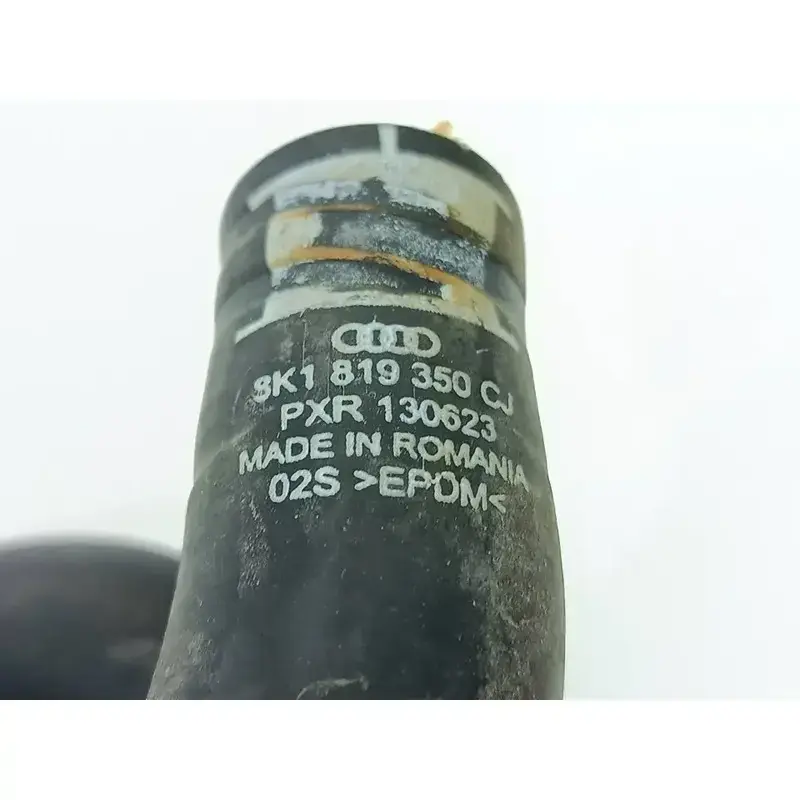 8K1 819 350 CJ
PXR 130623
MADE IN ROMANIA
02S >EPDM<